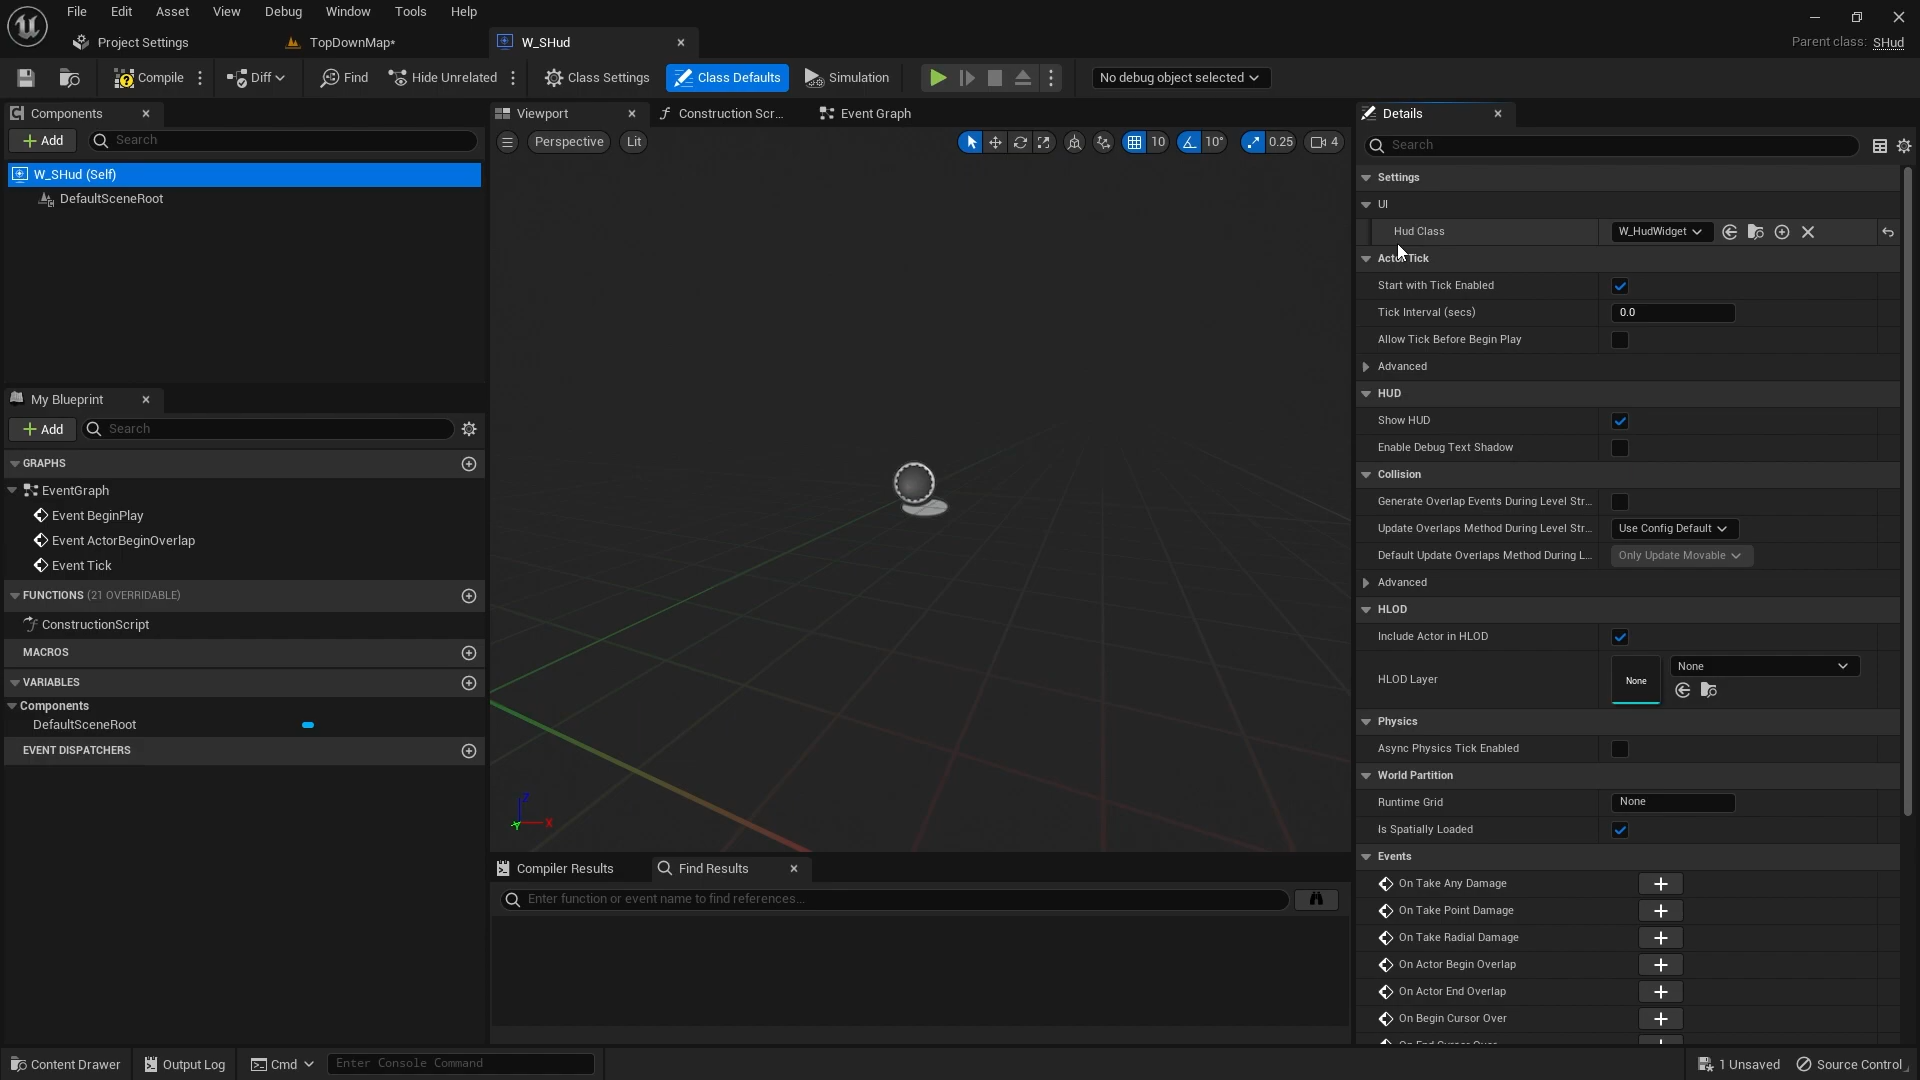 File Edit Asset View Debug Window Tools Help
Project Settings TopDownMap* W_SHud
Parent class: SHud
Compile Diff Find Hide Unrelated Class Settings Class Defaults Simulation No debug object selected
Components
Add Search
W_SHud (Self)
DefaultSceneRoot
My Blueprint
Add Search
GRAPHS
EventGraph
Event BeginPlay
Event ActorBeginOverlap
Event Tick
FUNCTIONS (21 OVERRIDABLE)
ConstructionScript
MACROS
VARIABLES
Components
DefaultSceneRoot
EVENT DISPATCHERS
Viewport Construction Scr... Event Graph
Perspective Lit 10 10° 0.25 4
Z
X
Y
Compiler Results Find Results
Enter function or event name to find references...
Details
Search
Settings
UI
Hud Class W_HudWidget
Actor Tick
Start with Tick Enabled
Tick Interval (secs) 0.0
Allow Tick Before Begin Play
Advanced
HUD
Show HUD
Enable Debug Text Shadow
Collision
Generate Overlap Events During Level Str...
Update Overlaps Method During Level Str... Use Config Default
Default Update Overlaps Method During L... Only Update Movable
Advanced
HLOD
Include Actor in HLOD
HLOD Layer None None
Physics
Async Physics Tick Enabled
World Partition
Runtime Grid None
Is Spatially Loaded
Events
On Take Any Damage
On Take Point Damage
On Take Radial Damage
On Actor Begin Overlap
On Actor End Overlap
On Begin Cursor Over
On End Cursor Over
Content Drawer Output Log Cmd Enter Console Command 1 Unsaved Source Control